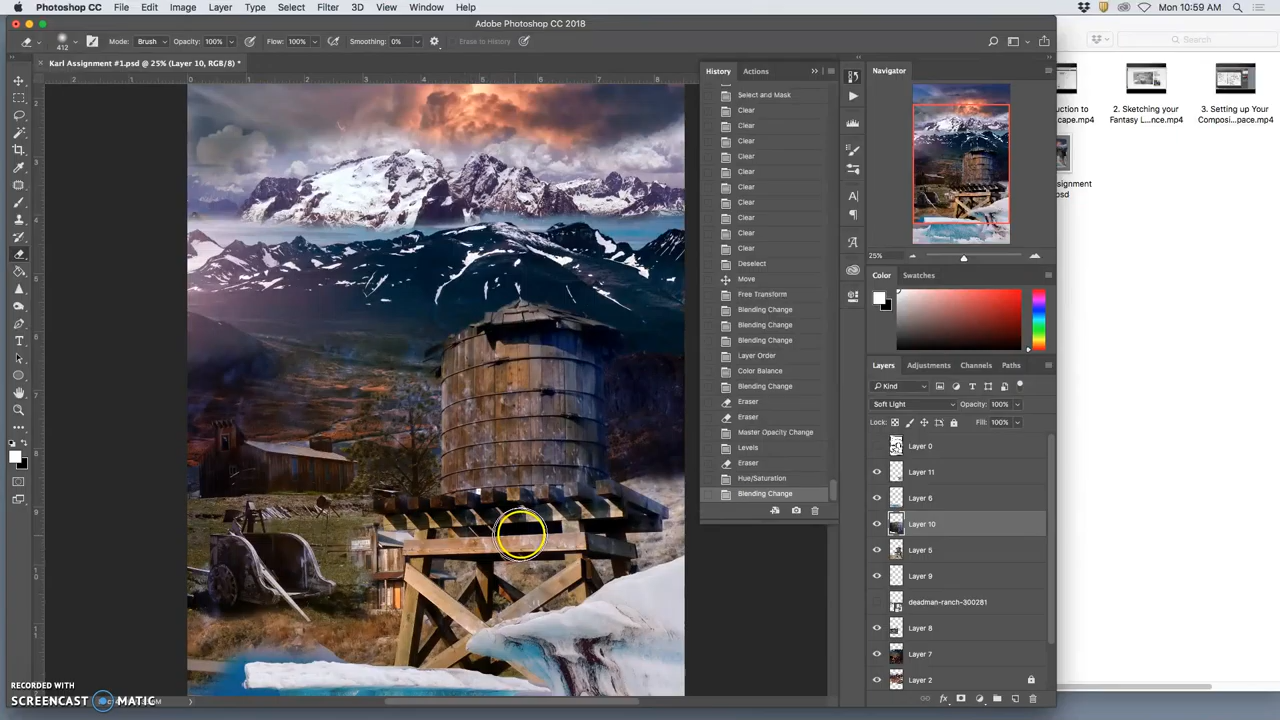 Photoshop CC File Edit Image Layer Type Select Filter 3D View Window Help Mon 10:59 AM
Adobe Photoshop CC 2018
412 Mode: Brush Opacity: 100% Flow: 100% Smoothing: 0% Erase to History
Search
Karl Assignment #1.psd @ 25% (Layer 10, RGB/8) *
History Actions
Navigator
Select and Mask
Clear
Clear
Clear
Clear
Clear
Clear
Clear
Clear
Clear
Deselect
Move
Free Transform
Blending Change
Blending Change
Blending Change
Layer Order
Color Balance
Blending Change
Eraser
Eraser
Master Opacity Change
Levels
Eraser
Hue/Saturation
Blending Change
25%
Color Swatches
Layers Adjustments Channels Paths
Kind
Soft Light Opacity: 100%
Lock: Fill: 100%
Layer 0
Layer 11
Layer 6
Layer 10
Layer 5
Layer 9
deadman-ranch-300281
Layer 8
Layer 7
Layer 2
fx
uction to
cape.mp4
2. Sketching your
Fantasy L...nce.mp4
3. Setting up Your
Composi...pace.mp4
signment
psd
RECORDED WITH
SCREENCAST MATIC